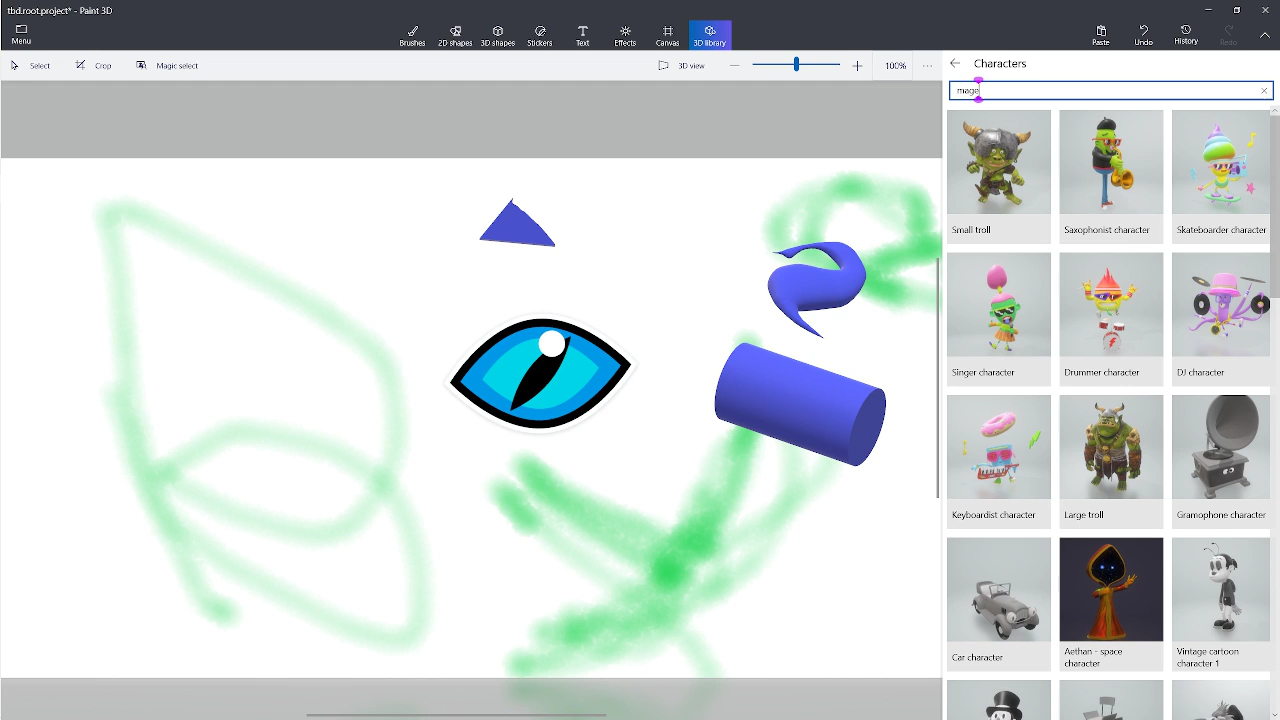 tbd.root.project* - Paint 3D
Menu
Brushes
2D shapes
3D shapes
Stickers
Text
Effects
Canvas
3D library
Paste
Undo
History
Redo
Select
Crop
Magic select
3D view
100%
Characters
mage
Small troll
Saxophonist character
Skateboarder character
Singer character
Drummer character
DJ character
Keyboardist character
Large troll
Gramophone character
Car character
Aethan - space
character
Vintage cartoon
character 1